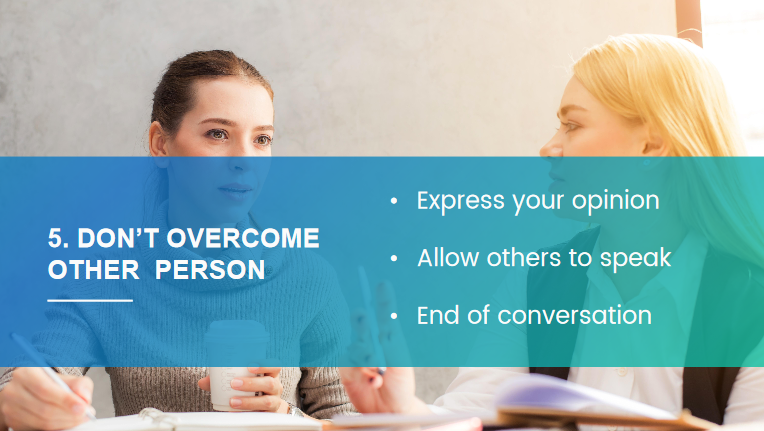 5. DON'T OVERCOME
OTHER PERSON
• Express your opinion
• Allow others to speak
• End of conversation